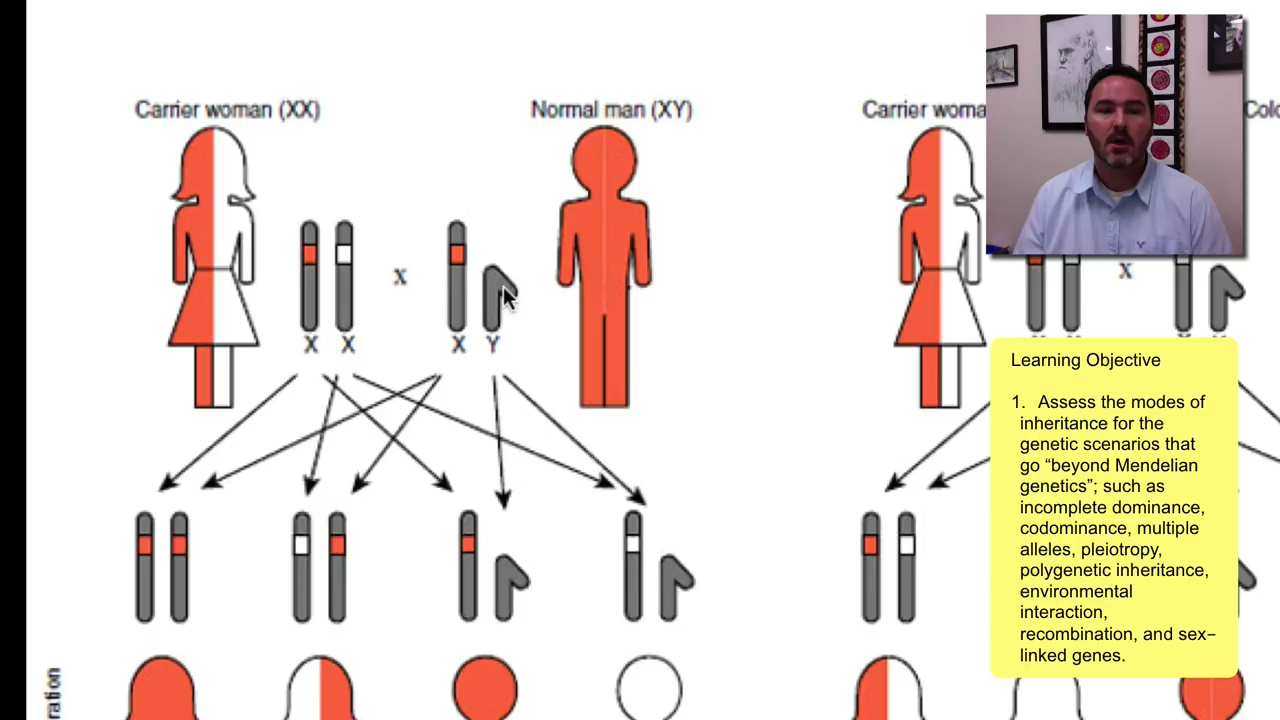 Carrier woman (XX)
Normal man (XY)
Carrier
X
X
X X
X Y
Learning Objective
1. Assess the modes of
inheritance for the
genetic scenarios that
go “beyond Mendelian
genetics”; such as
incomplete dominance,
codominance, multiple
alleles, pleiotropy,
polygenetic inheritance,
environmental
interaction,
recombination, and sex–
linked genes.